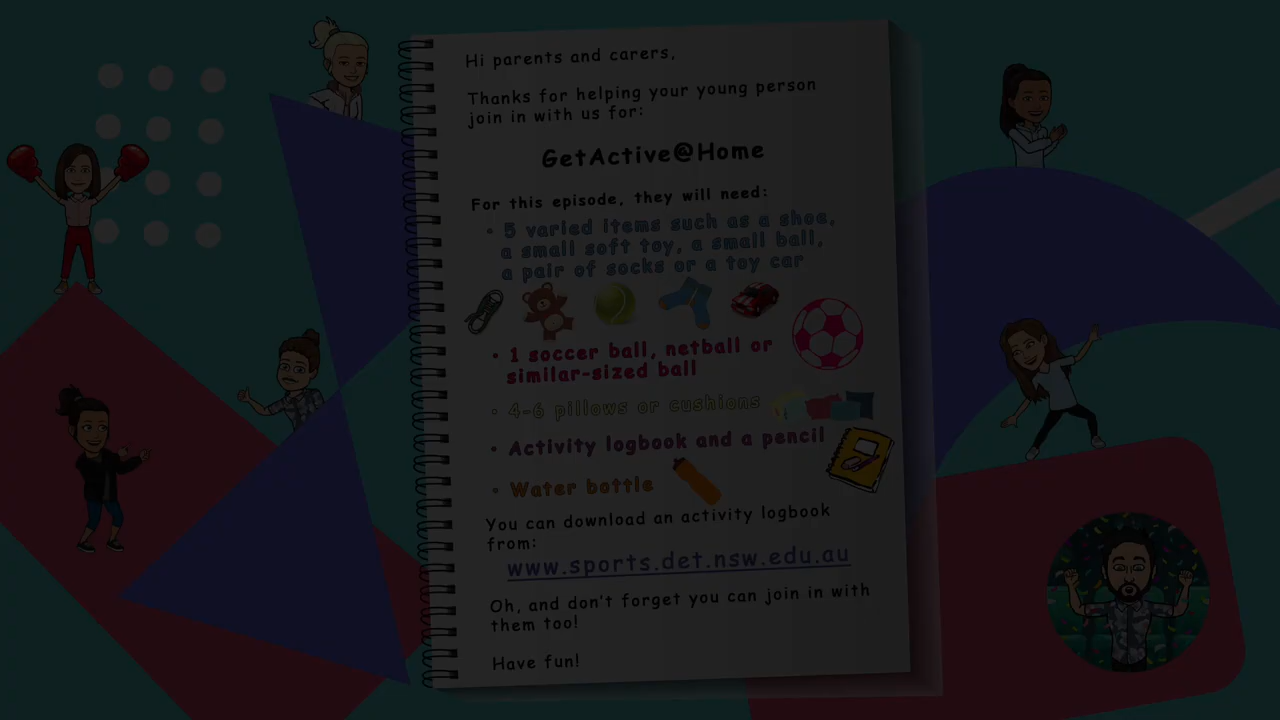 Hi parents and carers,
Thanks for helping your young person
join in with us for:
GetActive@Home
For this episode, they will need:
• 5 varied items such as a shoe,
a small soft toy, a small ball,
a pair of socks or a toy car
• 1 soccer ball, netball or
similar-sized ball
• 4-6 pillows or cushions
• Activity logbook and a pencil
• Water bottle
You can download an activity logbook
from:
www.sports.det.nsw.edu.au
Oh, and don't forget you can join in with
them too!
Have fun!